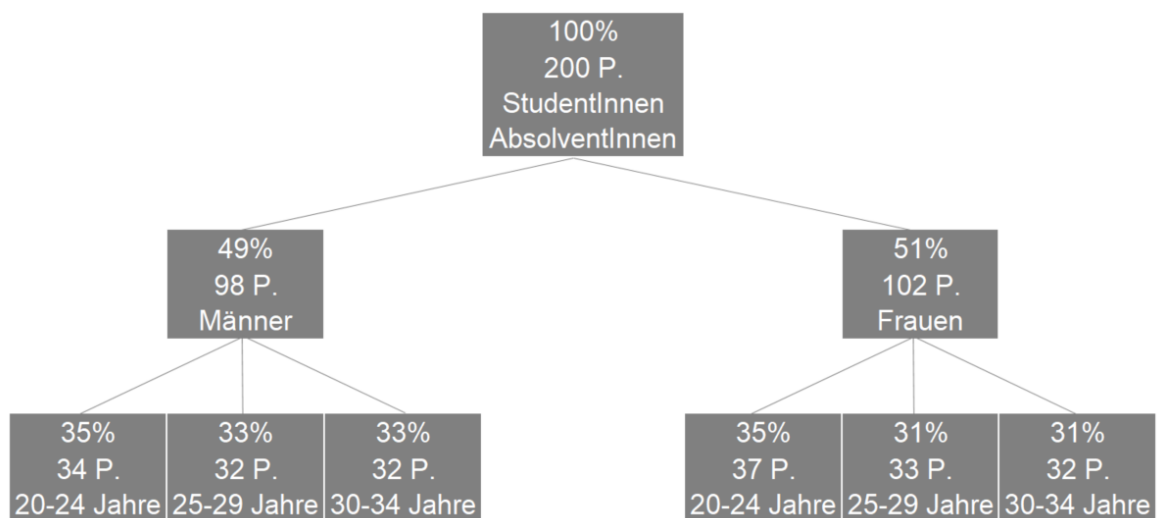 100%
200 P.
StudentInnen
AbsolventInnen
49%
98 P.
Männer
51%
102 P.
Frauen
35%
34 P.
20-24 Jahre
33%
32 P.
25-29 Jahre
33%
32 P.
30-34 Jahre
35%
37 P.
20-24 Jahre
31%
33 P.
25-29 Jahre
31%
32 P.
30-34 Jahre